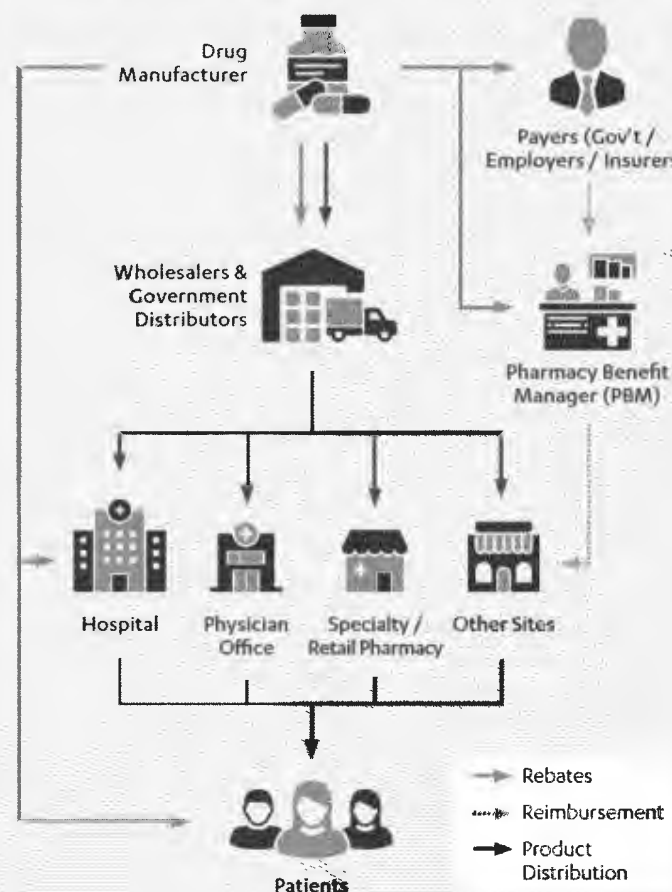 Drug
Manufacturer
Payers (Gov't /
Employers / Insurers
Wholesalers &
Government
Distributors
Pharmacy Benefit
Manager (PBM)
Hospital
Physician
Office
Specialty /
Retail Pharmacy
Other Sites
Rebates
Reimbursement
Product
Distribution
Patients